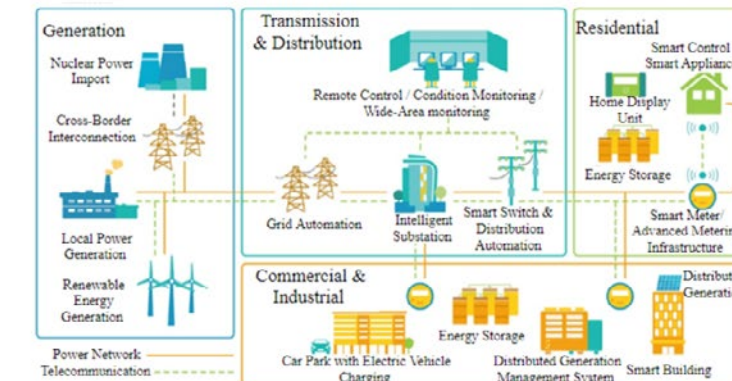 Generation
Nuclear Power
Import
Cross-Border
Interconnection
Local Power
Generation
Renewable
Energy
Generation
Power Network
Telecommunication
Transmission
& Distribution
Remote Control / Condition Monitoring /
Wide-Area monitoring
Grid Automation
Intelligent
Substation
Smart Switch &
Distribution
Automation
Residential
Smart Control
Smart Applianc
Home Display
Unit
Energy Storage
Smart Meter/
Advanced Meterin
Infrastructure
Commercial &
Industrial
Car Park with Electric Vehicle
Charging
Energy Storage
Distributed Generation
Management System
Distribut
Generati
Smart Building